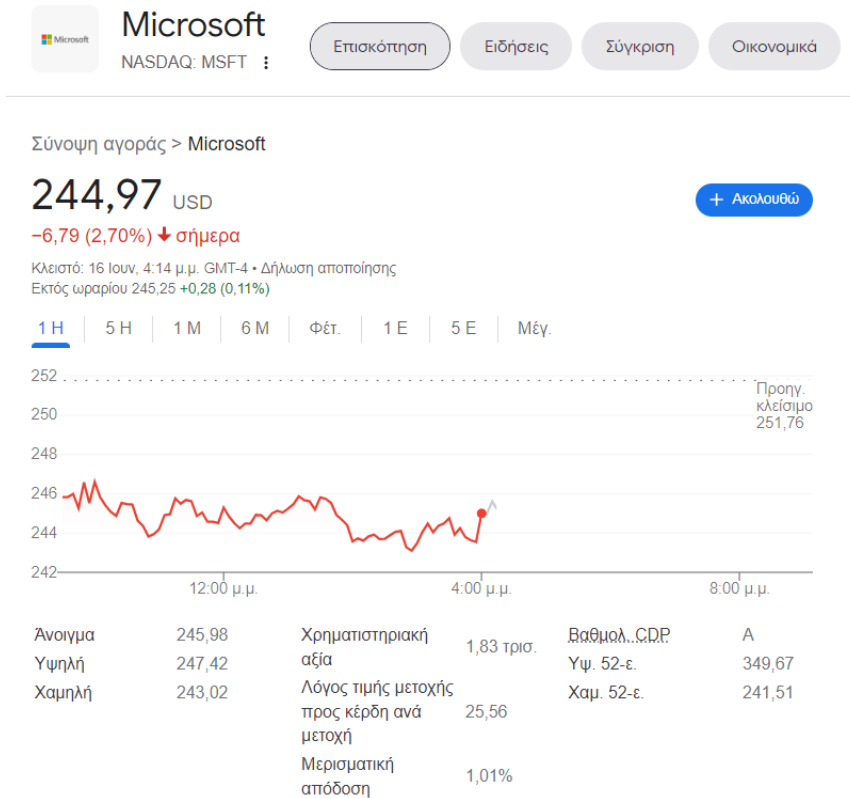 Microsoft
Microsoft
NASDAQ: MSFT
Επισκόπηση
Ειδήσεις
Σύγκριση
Οικονομικά
Σύνοψη αγοράς > Microsoft
244,97 USD
+ Ακολουθώ
−6,79 (2,70%) ↓ σήμερα
Κλειστό: 16 Ιουν, 4:14 μ.μ. GMT-4 • Δήλωση αποποίησης
Εκτός ωραρίου 245,25 +0,28 (0,11%)
1 Η
5 Η
1 Μ
6 Μ
Φέτ.
1 Ε
5 Ε
Μέγ.
252
250
248
246
244
242
Προηγ.
κλείσιμο
251,76
12:00 μ.μ.
4:00 μ.μ.
8:00 μ.μ.
Άνοιγμα 245,98
Υψηλή 247,42
Χαμηλή 243,02
Χρηματιστηριακή
αξία
1,83 τρισ.
Λόγος τιμής μετοχής
προς κέρδη ανά
μετοχή
25,56
Μερισματική
απόδοση
1,01%
Βαθμολ. CDP A
Υψ. 52-ε. 349,67
Χαμ. 52-ε. 241,51